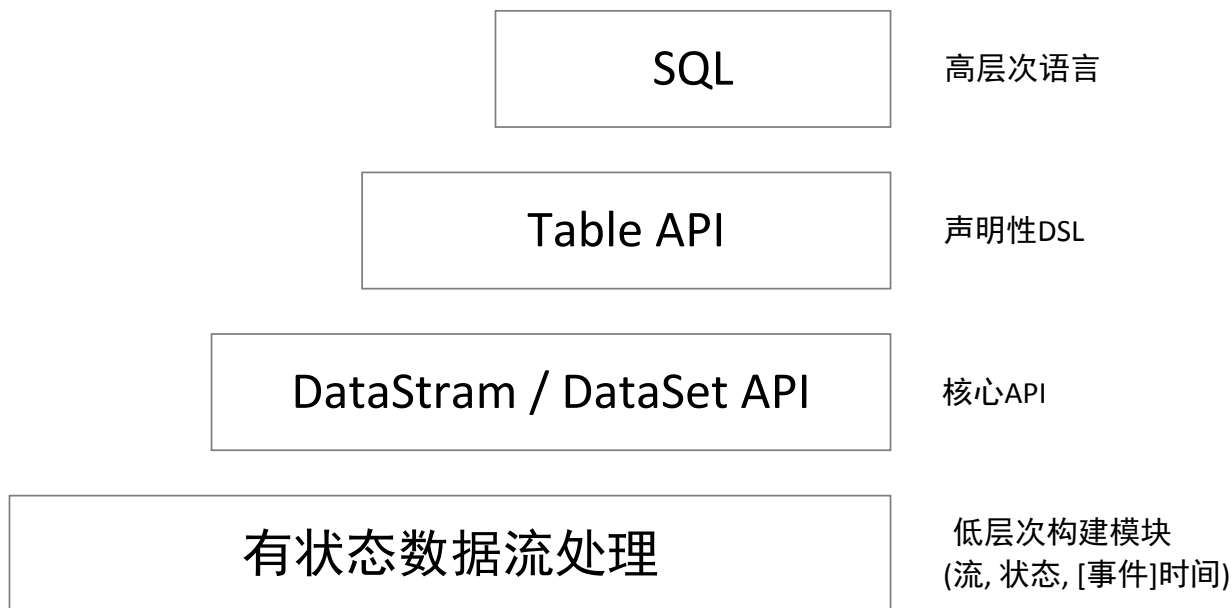 SQL
高层次语言
Table API
声明性DSL
DataStram / DataSet API
核心API
有状态数据流处理
低层次构建模块
(流, 状态, [事件]时间)